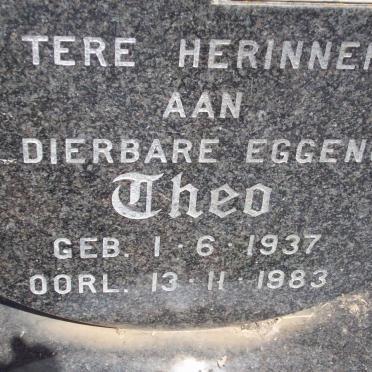 TERE HERINNE
AAN
DIERBARE EGGEN
Theo
GEB. 1·6·1937
OORL. 13·11·1983